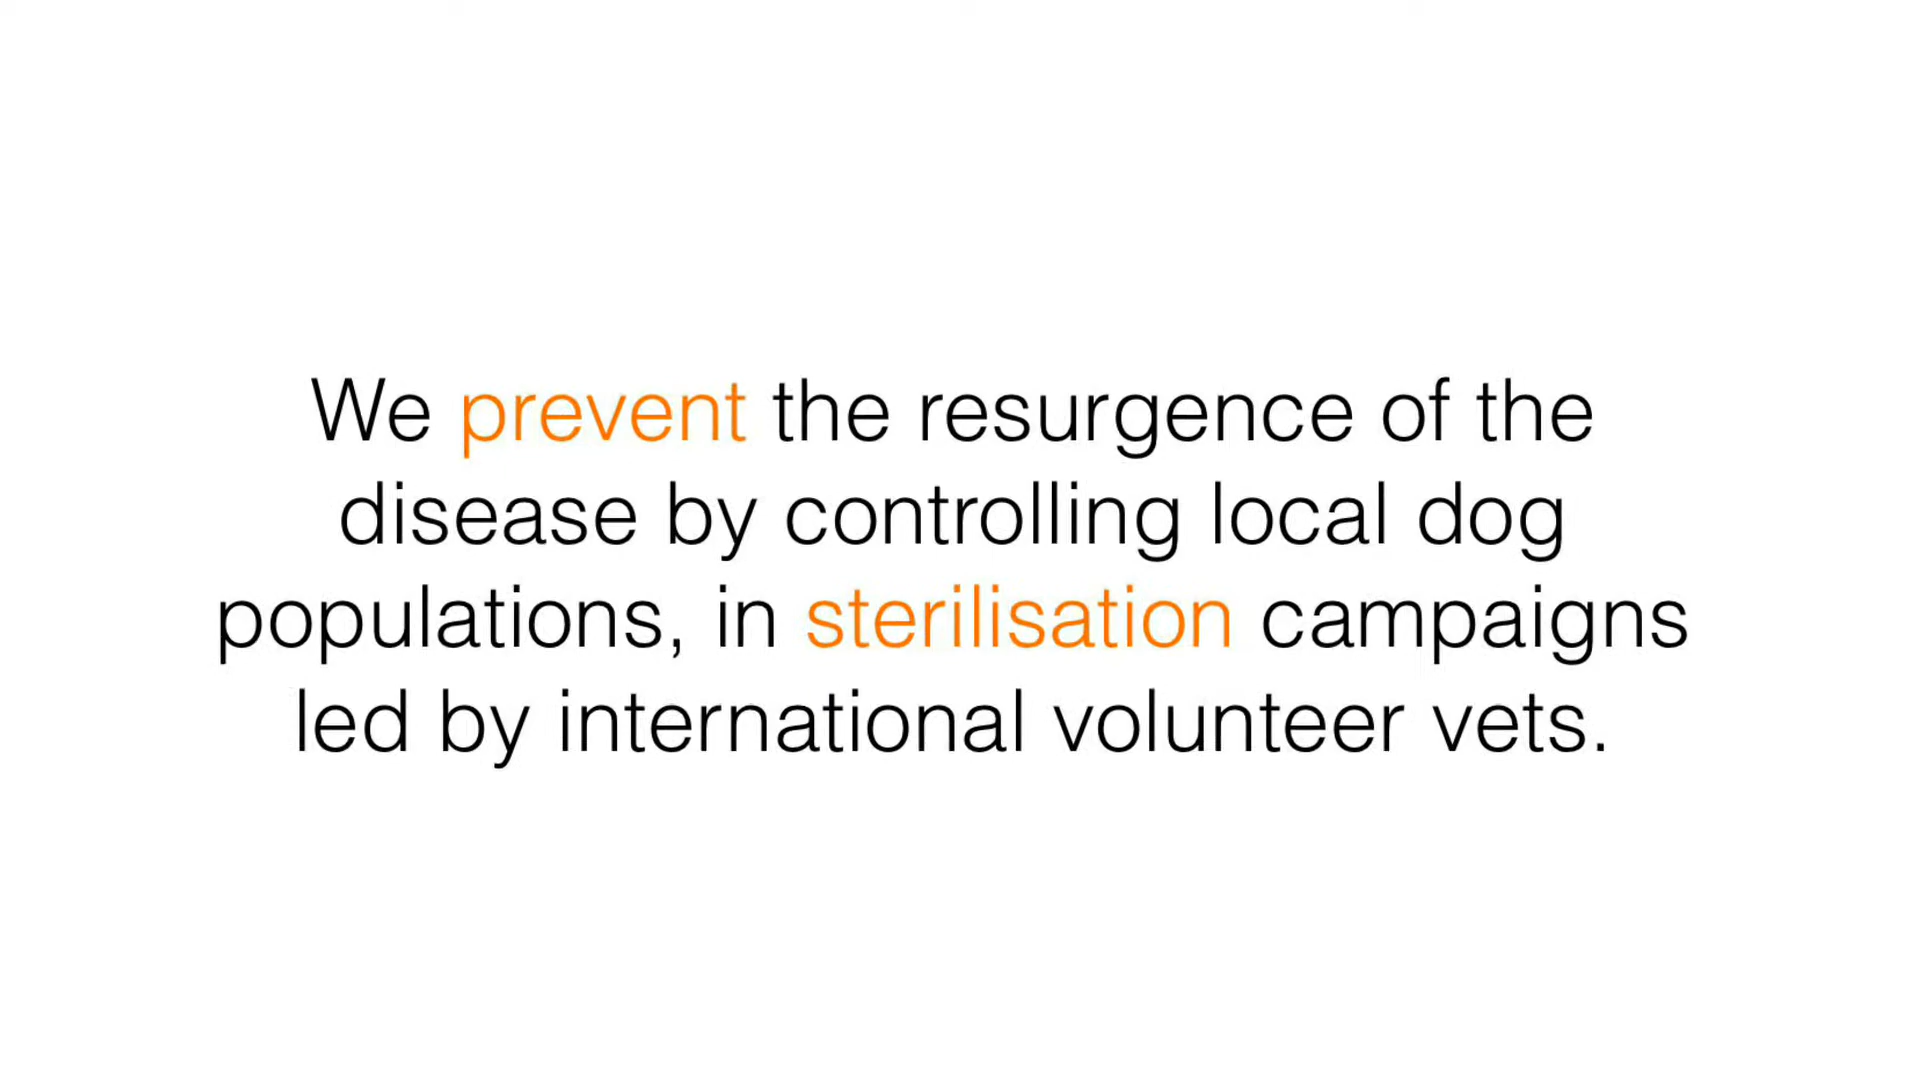 We prevent the resurgence of the
disease by controlling local dog
populations, in sterilisation campaigns
led by international volunteer vets.